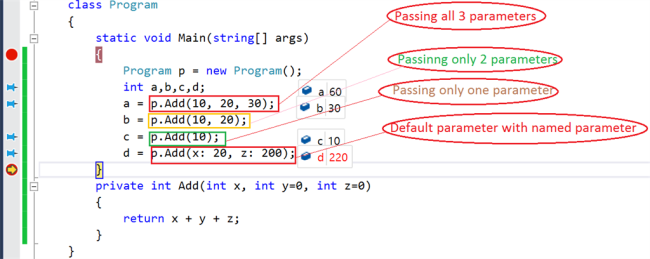 class Program
{
static void Main(string[] args)
{
Passing all 3 parameters
Program p = new Program();
Passinng only 2 parameters
int a,b,c,d;
a 60
a = p.Add(10, 20, 30);
b 30
Passing only one parameter
b = p.Add(10, 20);
c = p.Add(10);
c 10
Default parameter with named parameter
d = p.Add(x: 20, z: 200);
d 220
}
private int Add(int x, int y=0, int z=0)
{
return x + y + z;
}
}